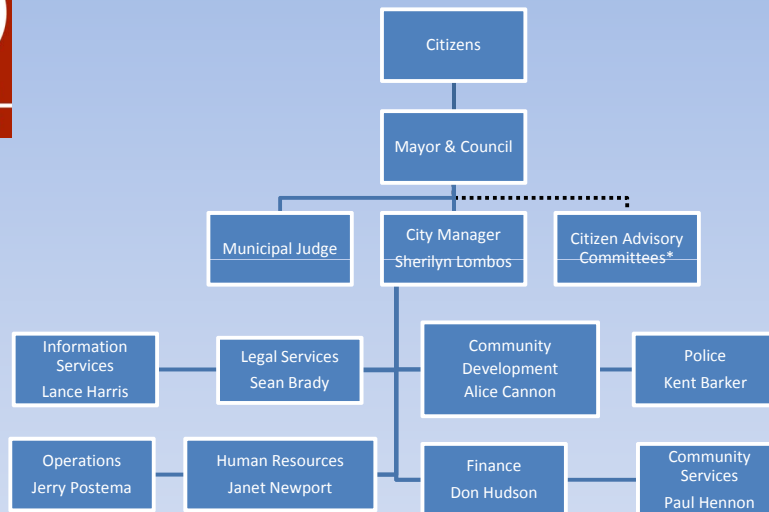 Citizens
Mayor & Council
Municipal Judge
City Manager
Sherilyn Lombos
Citizen Advisory
Committees*
Information
Services
Lance Harris
Legal Services
Sean Brady
Community
Development
Alice Cannon
Police
Kent Barker
Operations
Jerry Postema
Human Resources
Janet Newport
Finance
Don Hudson
Community
Services
Paul Hennon